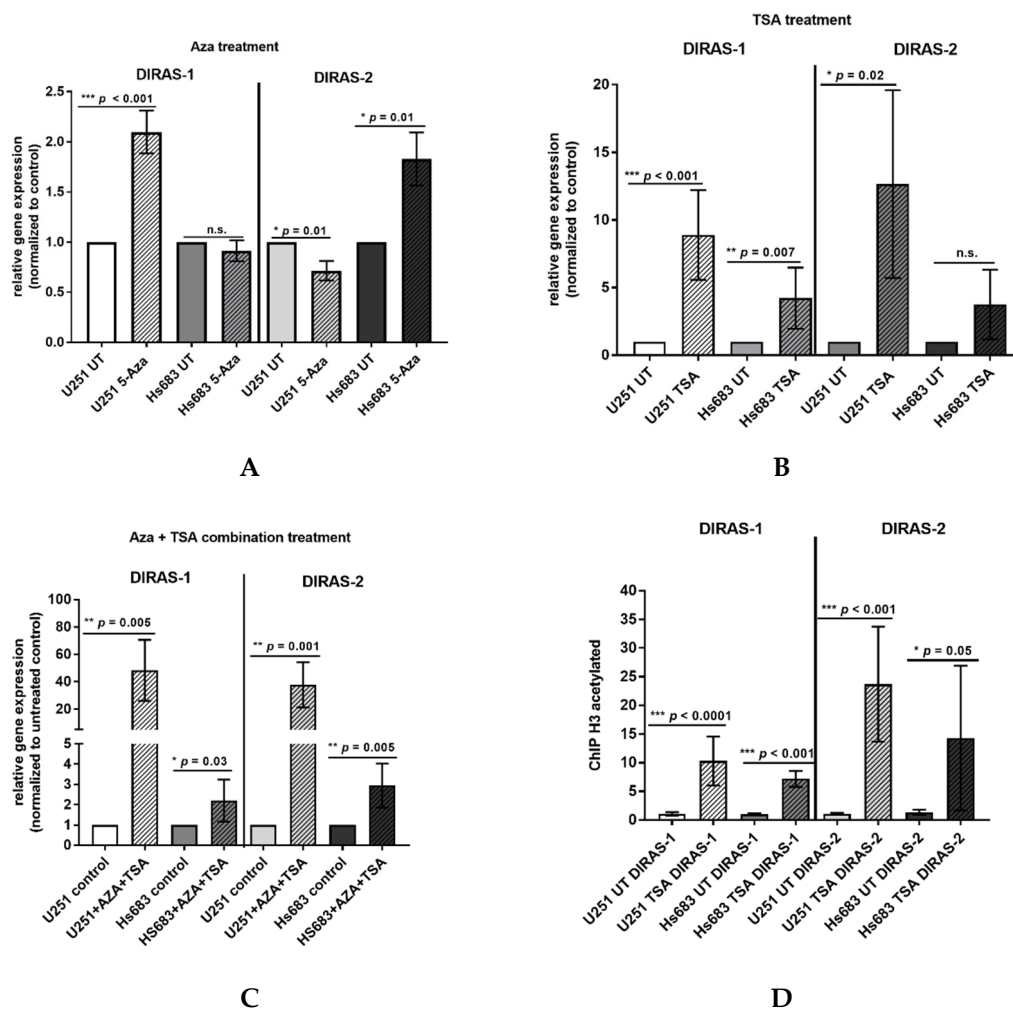 Aza treatment
DIRAS-1
DIRAS-2
relative gene expression
(normalized to control)
2.5
2.0
1.5
1.0
0.5
0.0
*** p < 0.001
n.s.
* p = 0.01
* p = 0.01
U251 UT
U251 5-Aza
Hs683 UT
Hs683 5-Aza
U251 UT
U251 5-Aza
Hs683 UT
Hs683 5-Aza
A
TSA treatment
DIRAS-1
DIRAS-2
relative gene expression
(normalized to control)
20
15
10
5
0
*** p < 0.001
** p = 0.007
* p = 0.02
n.s.
U251 UT
U251 TSA
Hs683 UT
Hs683 TSA
U251 UT
U251 TSA
Hs683 UT
Hs683 TSA
B
Aza + TSA combination treatment
DIRAS-1
DIRAS-2
relative gene expression
(normalized to untreated control)
100
80
60
40
20
5
4
3
2
1
0
** p = 0.005
* p = 0.03
** p = 0.001
** p = 0.005
U251 control
U251+AZA+TSA
Hs683 control
HS683+AZA+TSA
U251 control
U251+AZA+TSA
Hs683 control
HS683+AZA+TSA
C
DIRAS-1
DIRAS-2
ChIP H3 acetylated
40
35
30
25
20
15
10
5
0
*** p < 0.0001
*** p < 0.001
*** p < 0.001
* p = 0.05
U251 UT DIRAS-1
U251 TSA DIRAS-1
Hs683 UT DIRAS-1
Hs683 TSA DIRAS-1
U251 UT DIRAS-2
U251 TSA DIRAS-2
Hs683 UT DIRAS-2
Hs683 TSA DIRAS-2
D